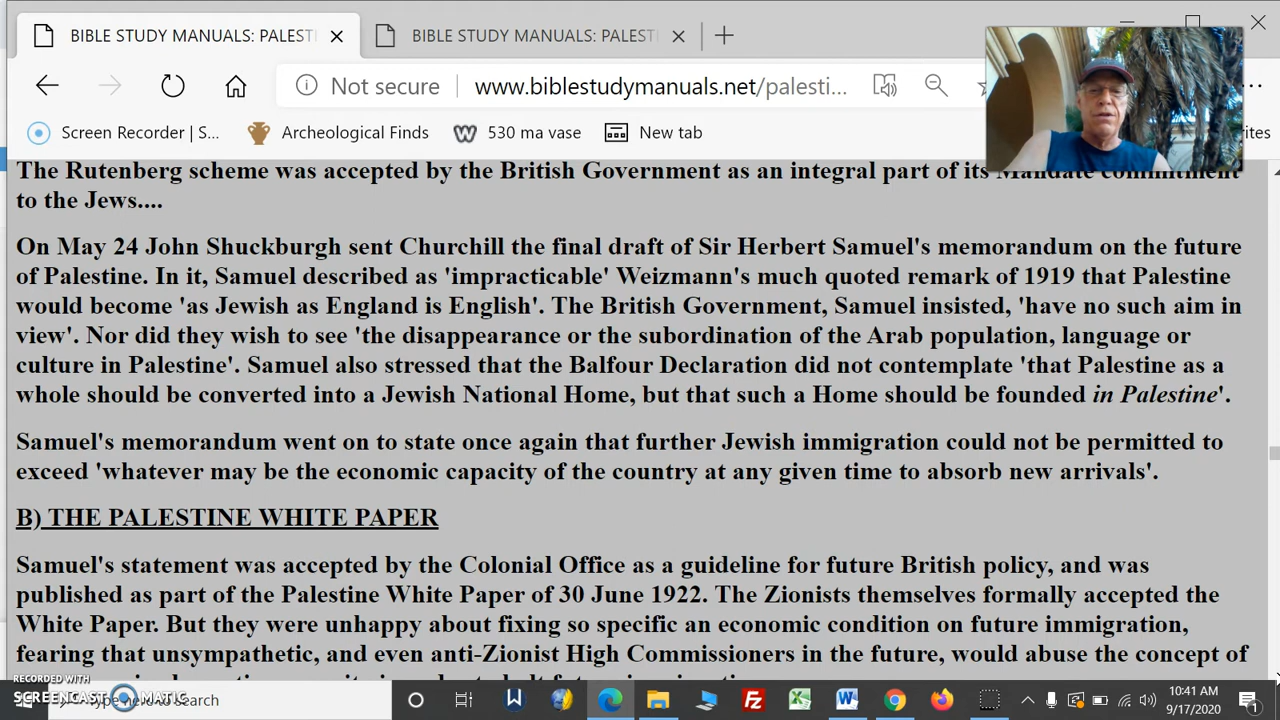 BIBLE STUDY MANUALS: PALEST
BIBLE STUDY MANUALS: PALEST
Not secure
www.biblestudymanuals.net/palesti...
Screen Recorder | S...
Archeological Finds
530 ma vase
New tab
The Rutenberg scheme was accepted by the British Government as an integral part of its Mandate commitment
to the Jews....
On May 24 John Shuckburgh sent Churchill the final draft of Sir Herbert Samuel's memorandum on the future
of Palestine. In it, Samuel described as 'impracticable' Weizmann's much quoted remark of 1919 that Palestine
would become 'as Jewish as England is English'. The British Government, Samuel insisted, 'have no such aim in
view'. Nor did they wish to see 'the disappearance or the subordination of the Arab population, language or
culture in Palestine'. Samuel also stressed that the Balfour Declaration did not contemplate 'that Palestine as a
whole should be converted into a Jewish National Home, but that such a Home should be founded in Palestine'.
Samuel's memorandum went on to state once again that further Jewish immigration could not be permitted to
exceed 'whatever may be the economic capacity of the country at any given time to absorb new arrivals'.
B) THE PALESTINE WHITE PAPER
Samuel's statement was accepted by the Colonial Office as a guideline for future British policy, and was
published as part of the Palestine White Paper of 30 June 1922. The Zionists themselves formally accepted the
White Paper. But they were unhappy about fixing so specific an economic condition on future immigration,
fearing that unsympathetic, and even anti-Zionist High Commissioners in the future, would abuse the concept of
RECORDED WITH
SCREENCAST MATIC
Type here to search
10:41 AM
9/17/2020
1